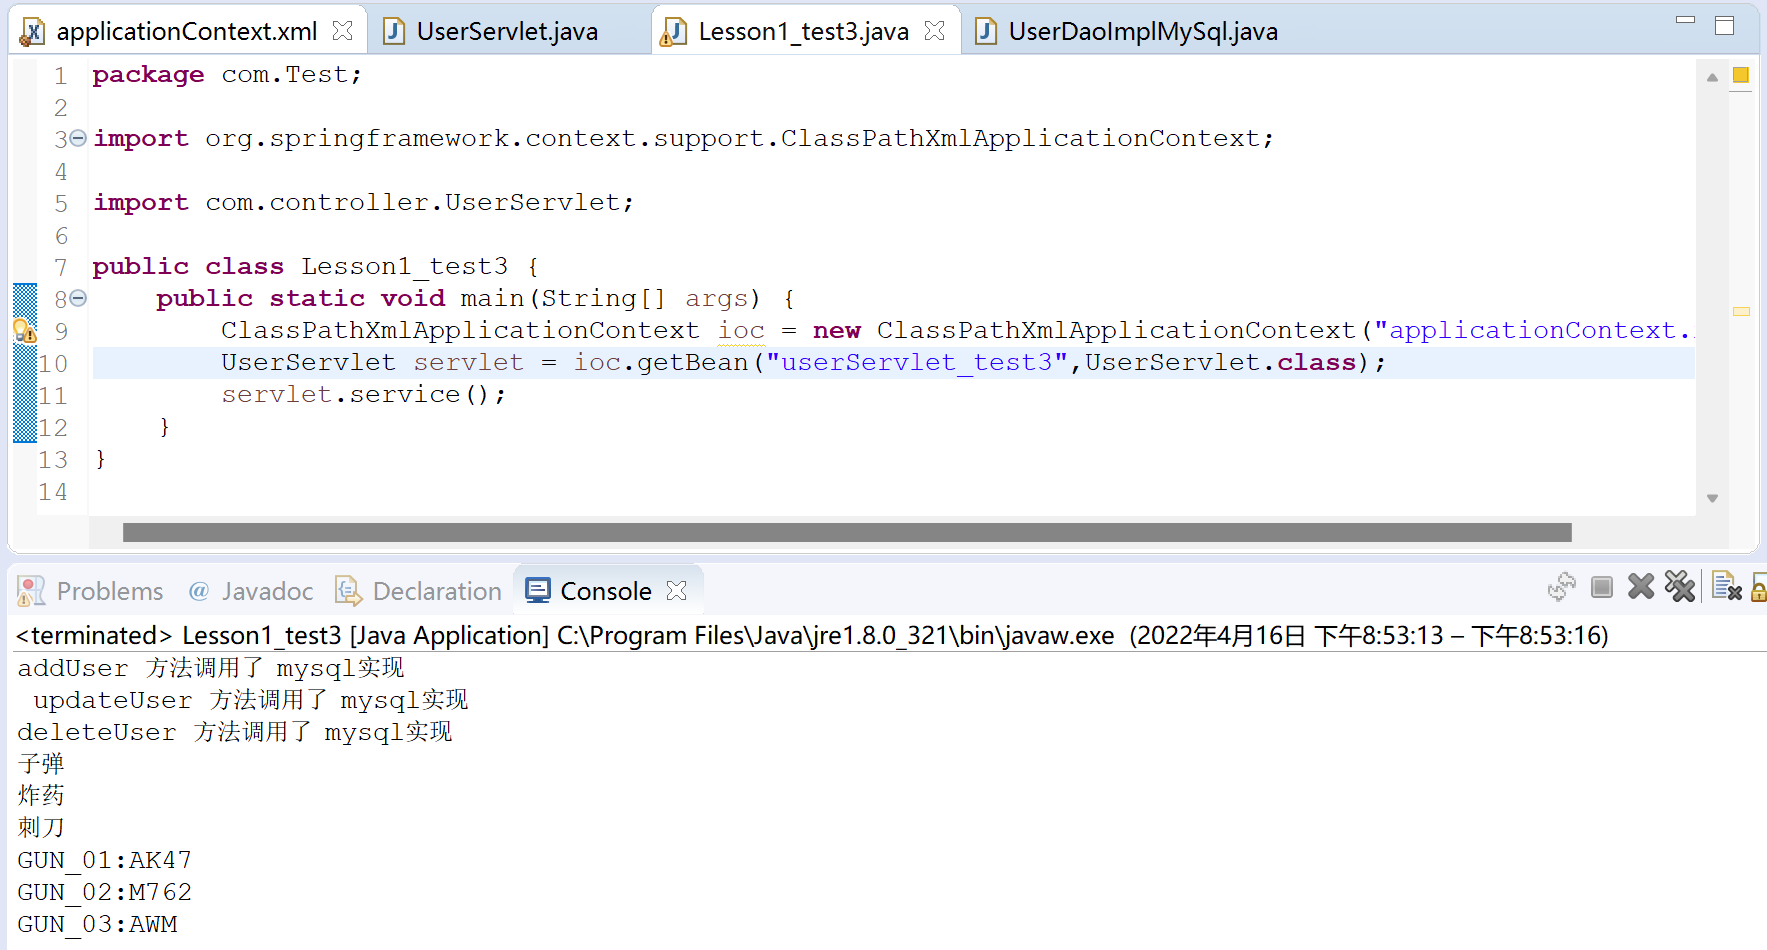 applicationContext.xml UserServlet.java Lesson1_test3.java UserDaoImplMySql.java
1 package com.Test;
2
3 import org.springframework.context.support.ClassPathXmlApplicationContext;
4
5 import com.controller.UserServlet;
6
7 public class Lesson1_test3 {
8 public static void main(String[] args) {
9 ClassPathXmlApplicationContext ioc = new ClassPathXmlApplicationContext("applicationContext.
10 UserServlet servlet = ioc.getBean("userServlet_test3",UserServlet.class);
11 servlet.service();
12 }
13 }
14
Problems @ Javadoc Declaration Console
<terminated> Lesson1_test3 [Java Application] C:\Program Files\Java\jre1.8.0_321\bin\javaw.exe (2022年4月16日 下午8:53:13 – 下午8:53:16)
addUser 方法调用了 mysql实现
updateUser 方法调用了 mysql实现
deleteUser 方法调用了 mysql实现
子弹
炸药
刺刀
GUN_01:AK47
GUN_02:M762
GUN_03:AWM